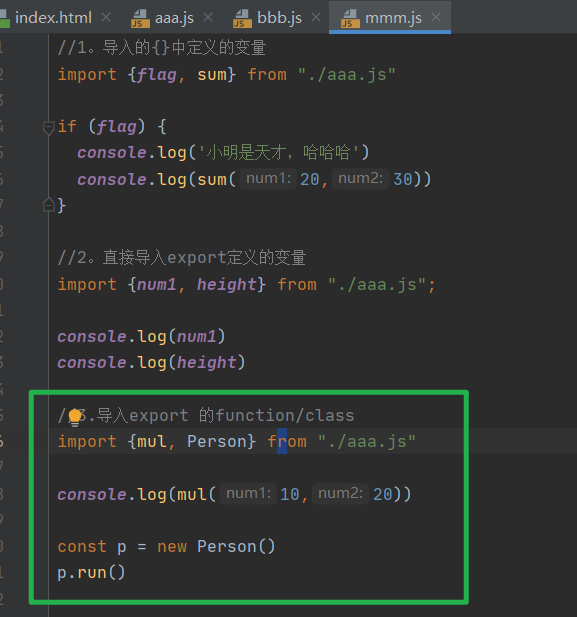 index.html aaa.js bbb.js mmm.js
//1。导入的{}中定义的变量
import {flag, sum} from "./aaa.js"
if (flag) {
console.log('小明是天才，哈哈哈')
console.log(sum( num1: 20, num2: 30))
}
//2。直接导入export定义的变量
import {num1, height} from "./aaa.js";
console.log(num1)
console.log(height)
//3.导入export 的function/class
import {mul, Person} from "./aaa.js"
console.log(mul( num1: 10, num2: 20))
const p = new Person()
p.run()